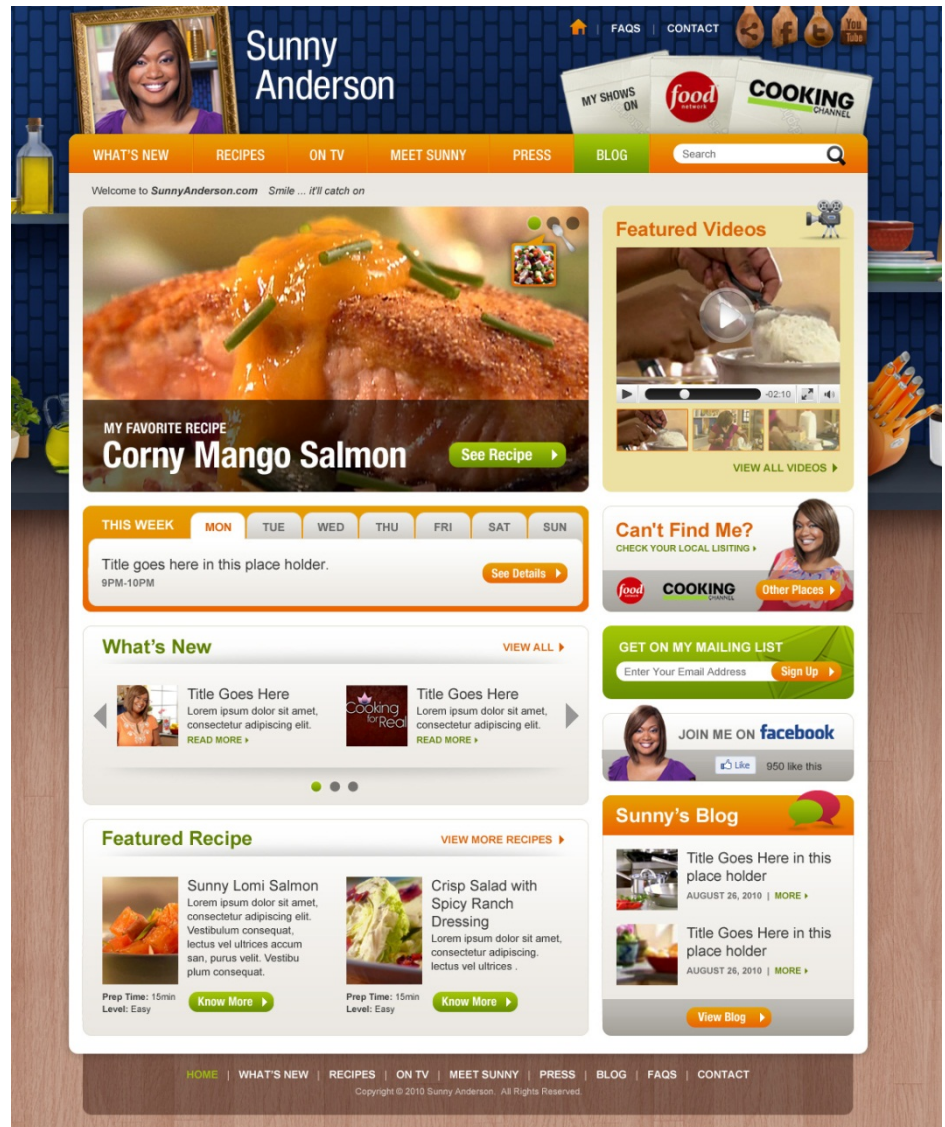 Sunny
Anderson
FAQS | CONTACT
You
Tube
MY SHOWS
ON
food
network
COOKING
CHANNEL
WHAT'S NEW
RECIPES
ON TV
MEET SUNNY
PRESS
BLOG
Search
Welcome to SunnyAnderson.com Smile ... it'll catch on
MY FAVORITE RECIPE
Corny Mango Salmon
See Recipe
Featured Videos
-02:10
VIEW ALL VIDEOS
THIS WEEK
MON
TUE
WED
THU
FRI
SAT
SUN
Title goes here in this place holder.
9PM-10PM
See Details
Can't Find Me?
CHECK YOUR LOCAL LISITING
food
COOKING
CHANNEL
Other Places
What's New
VIEW ALL
Title Goes Here
Lorem ipsum dolor sit amet,
consectetur adipiscing elit.
READ MORE
Cooking
for Real
Title Goes Here
Lorem ipsum dolor sit amet,
consectetur adipiscing elit.
READ MORE
GET ON MY MAILING LIST
Enter Your Email Address
Sign Up
JOIN ME ON facebook
Like
950 like this
Featured Recipe
VIEW MORE RECIPES
Sunny Lomi Salmon
Lorem ipsum dolor sit amet,
consectetur adipiscing elit.
Vestibulum consequat,
lectus vel ultrices accum
san, purus velit. Vestibu
plum consequat.
Prep Time: 15min
Level: Easy
Know More
Crisp Salad with
Spicy Ranch
Dressing
Lorem ipsum dolor sit amet,
consectetur adipiscing.
lectus vel ultrices .
Prep Time: 15min
Level: Easy
Know More
Sunny's Blog
Title Goes Here in this
place holder
AUGUST 26, 2010 | MORE
Title Goes Here in this
place holder
AUGUST 26, 2010 | MORE
View Blog
HOME | WHAT'S NEW | RECIPES | ON TV | MEET SUNNY | PRESS | BLOG | FAQS | CONTACT
Copyright © 2010 Sunny Anderson. All Rights Reserved.